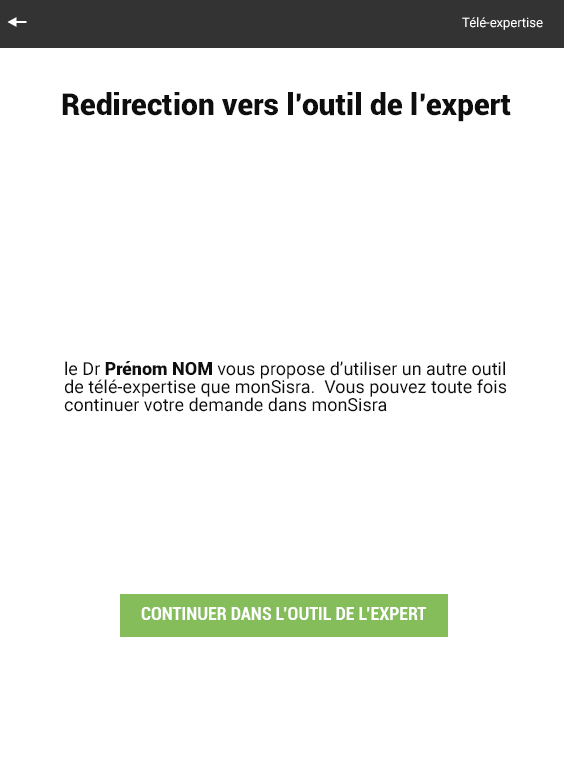 Télé-expertise
Redirection vers l'outil de l'expert
le Dr Prénom NOM vous propose d'utiliser un autre outil
de télé-expertise que monSisra.  Vous pouvez toute fois
continuer votre demande dans monSisra
CONTINUER DANS L'OUTIL DE L'EXPERT